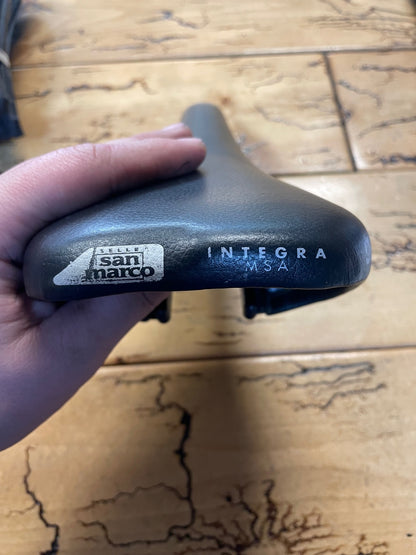 SELLE
san
marco
INTEGRA
MSA